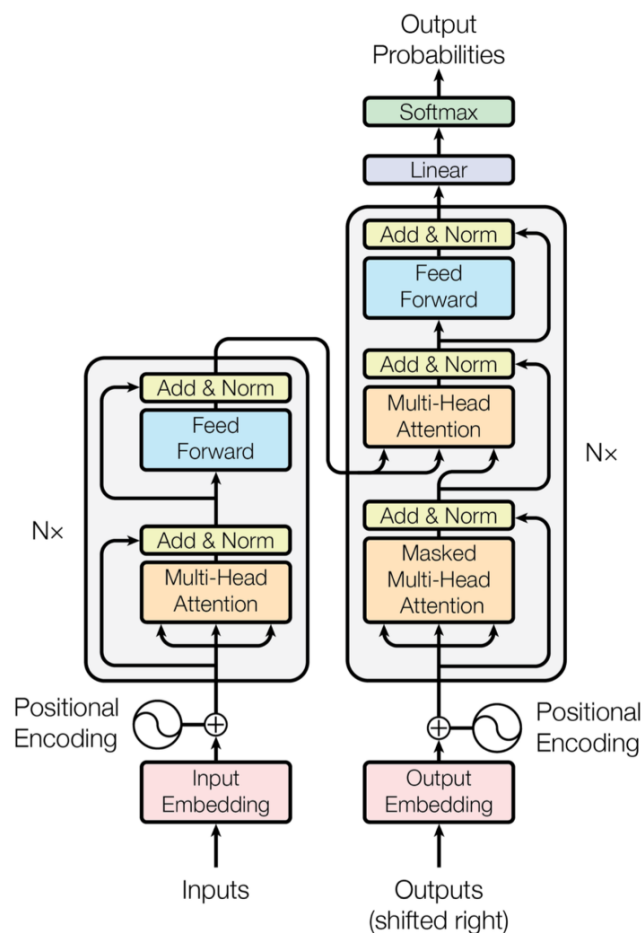 Output
Probabilities
Softmax
Linear
Add & Norm
Feed
Forward
Add & Norm
Multi-Head
Attention
Add & Norm
Masked
Multi-Head
Attention
N×
Positional
Encoding
Output
Embedding
Outputs
(shifted right)
Add & Norm
Feed
Forward
Add & Norm
Multi-Head
Attention
N×
Positional
Encoding
Input
Embedding
Inputs